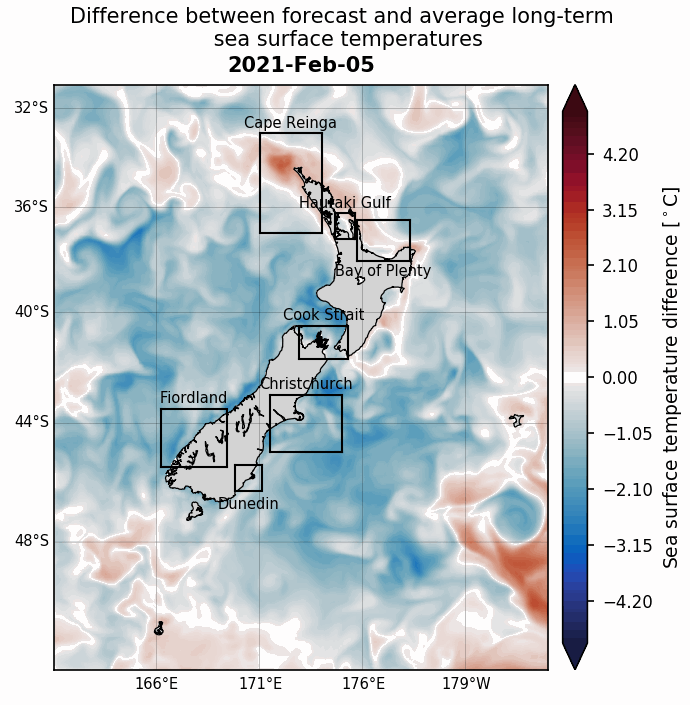 Difference between forecast and average long-term
sea surface temperatures
2021-Feb-05
32°S
36°S
40°S
44°S
48°S
Cape Reinga
Hauraki Gulf
Bay of Plenty
Cook Strait
Christchurch
Fiordland
Dunedin
166°E
171°E
176°E
179°W
4.20
3.15
2.10
1.05
0.00
−1.05
−2.10
−3.15
−4.20
Sea surface temperature difference [°C]